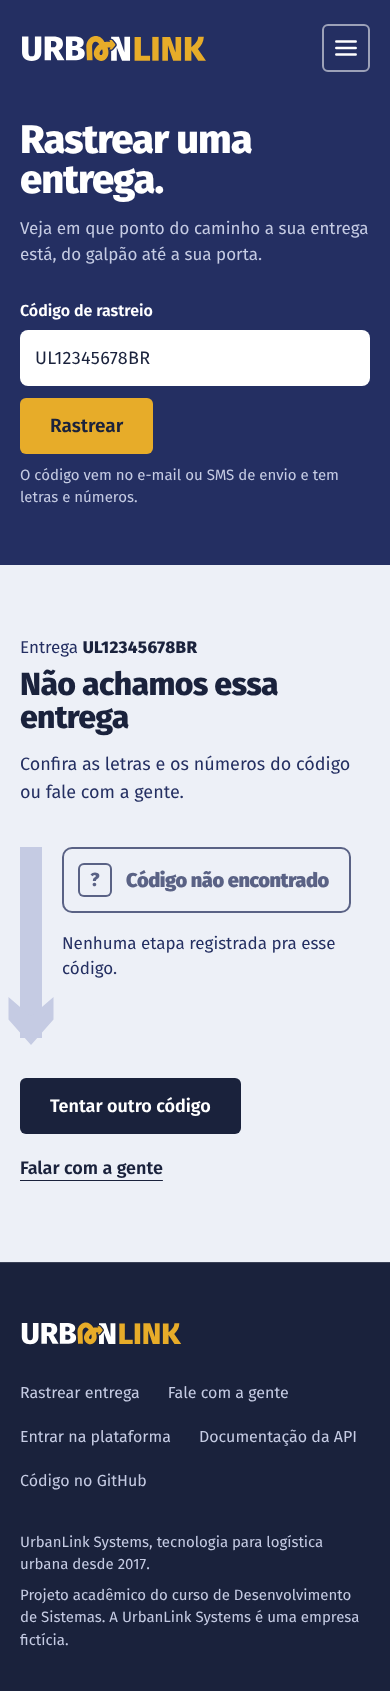 URBANLINK
Rastrear uma
entrega.
Veja em que ponto do caminho a sua entrega
está, do galpão até a sua porta.
Código de rastreio
UL12345678BR
Rastrear
O código vem no e-mail ou SMS de envio e tem
letras e números.
Entrega UL12345678BR
Não achamos essa
entrega
Confira as letras e os números do código
ou fale com a gente.
? Código não encontrado
Nenhuma etapa registrada pra esse
código.
Tentar outro código
Falar com a gente
URBANLINK
Rastrear entrega Fale com a gente
Entrar na plataforma Documentação da API
Código no GitHub
UrbanLink Systems, tecnologia para logística
urbana desde 2017.
Projeto acadêmico do curso de Desenvolvimento
de Sistemas. A UrbanLink Systems é uma empresa
fictícia.